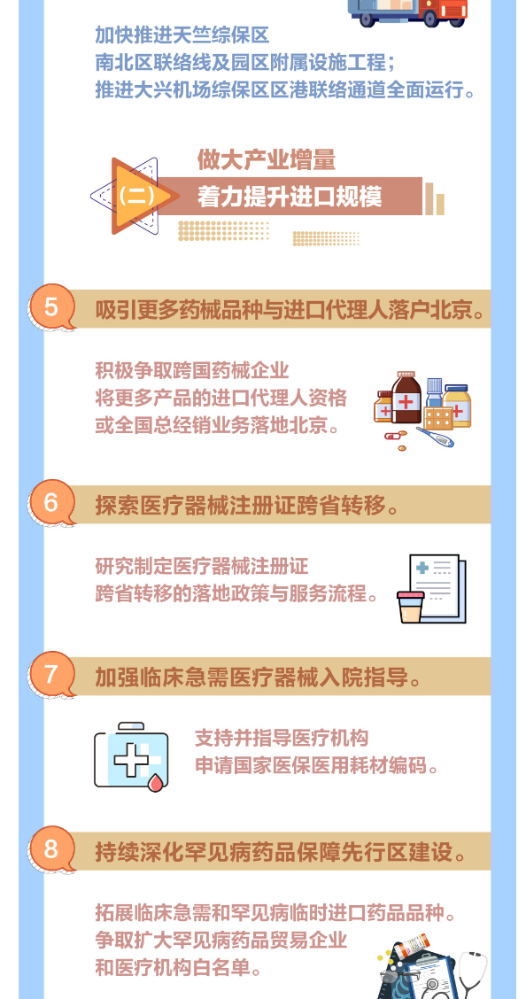 加快推进天竺综保区
南北区联络线及园区附属设施工程；
推进大兴机场综保区区港联络通道全面运行。
做大产业增量
(二)
着力提升进口规模
5
吸引更多药械品种与进口代理人落户北京。
积极争取跨国药械企业
将更多产品的进口代理人资格
或全国总经销业务落地北京。
6
探索医疗器械注册证跨省转移。
研究制定医疗器械注册证
跨省转移的落地政策与服务流程。
7
加强临床急需医疗器械入院指导。
支持并指导医疗机构
申请国家医保医用耗材编码。
8
持续深化罕见病药品保障先行区建设。
拓展临床急需和罕见病临时进口药品品种。
争取扩大罕见病药品贸易企业
和医疗机构白名单。